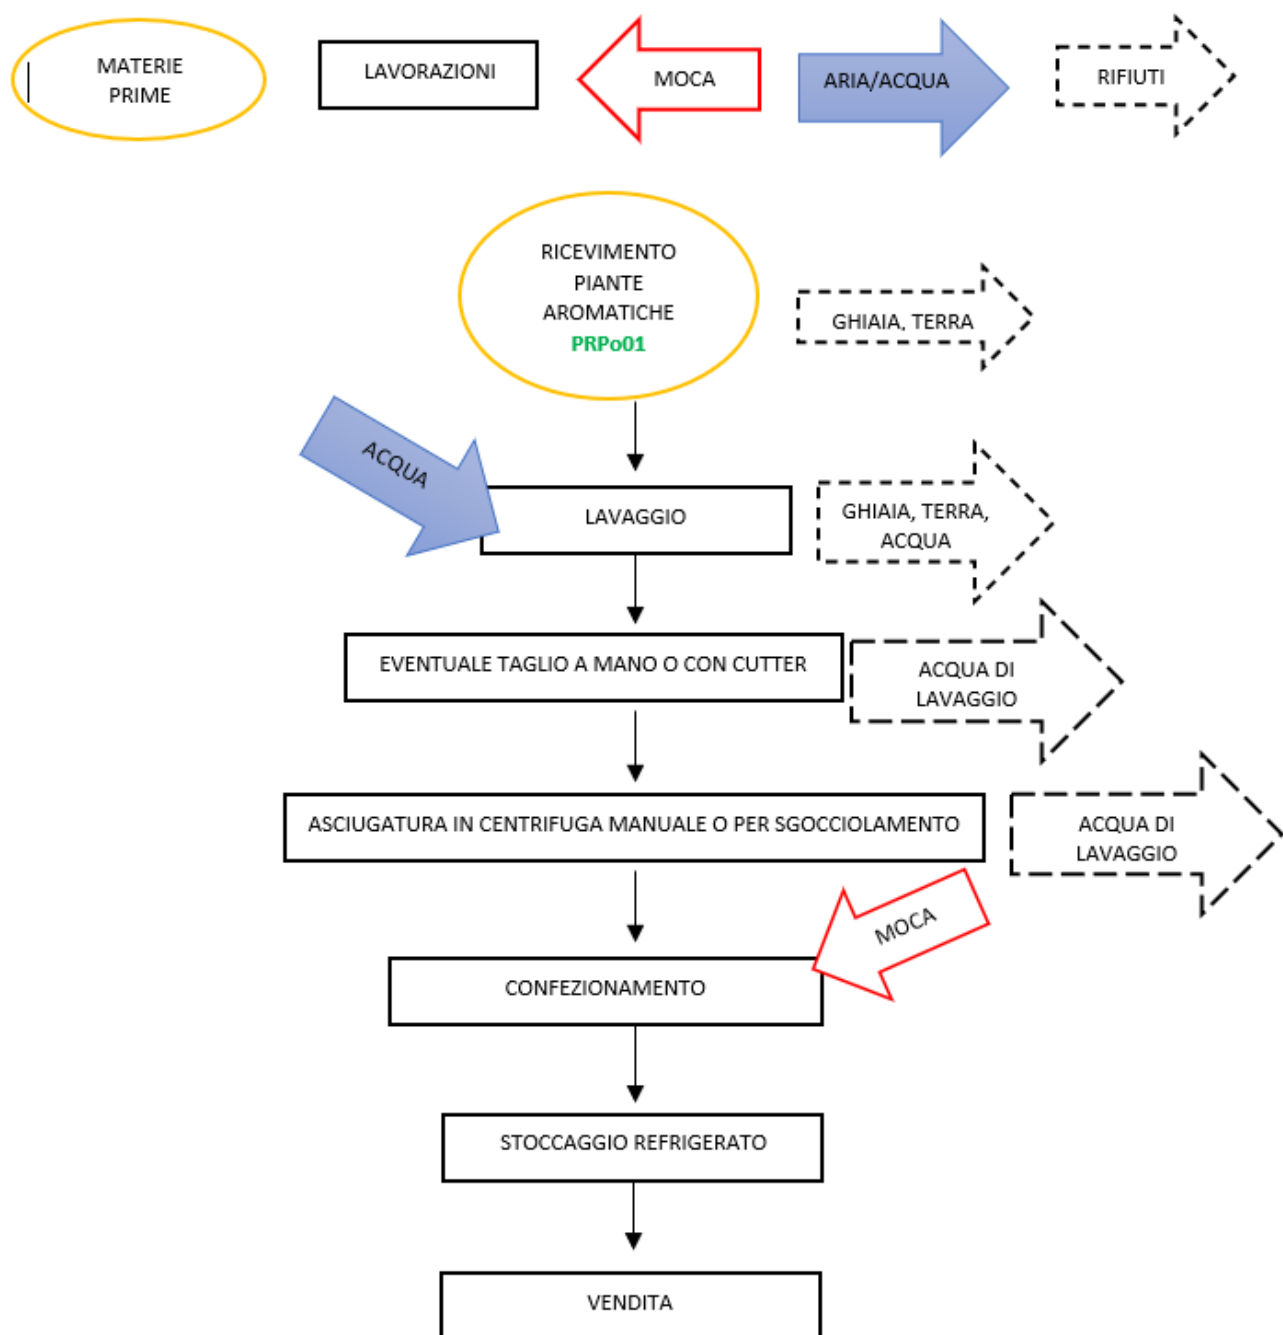 MATERIE
PRIME
LAVORAZIONI
MOCA
ARIA/ACQUA
RIFIUTI
RICEVIMENTO
PIANTE
AROMATICHE
PRPo01
GHIAIA, TERRA
ACQUA
LAVAGGIO
GHIAIA, TERRA,
ACQUA
EVENTUALE TAGLIO A MANO O CON CUTTER
ACQUA DI
LAVAGGIO
ASCIUGATURA IN CENTRIFUGA MANUALE O PER SGOCCIOLAMENTO
ACQUA DI
LAVAGGIO
MOCA
CONFEZIONAMENTO
STOCCAGGIO REFRIGERATO
VENDITA